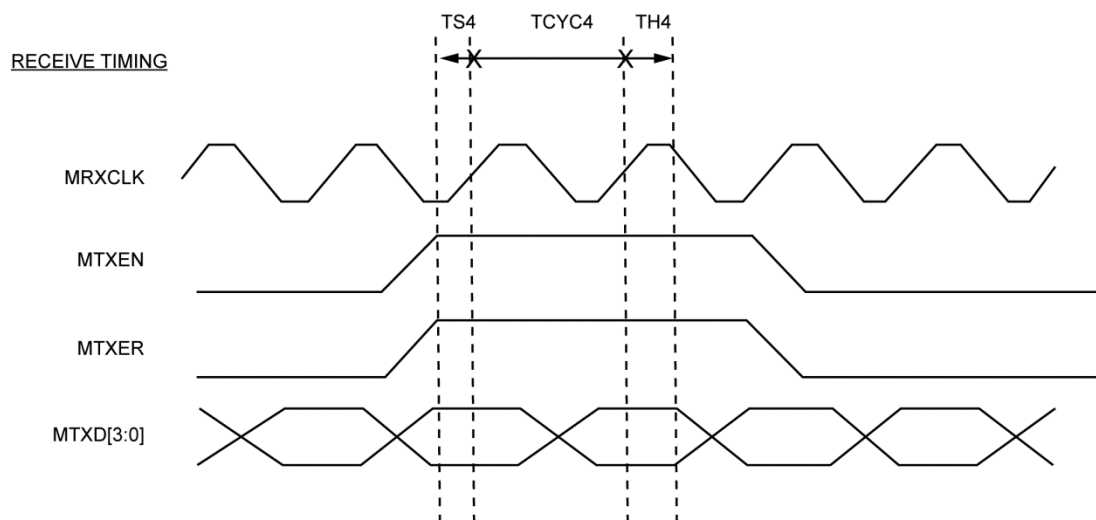 TS4 TCYC4 TH4
RECEIVE TIMING
MRXCLK
MTXEN
MTXER
MTXD[3:0]